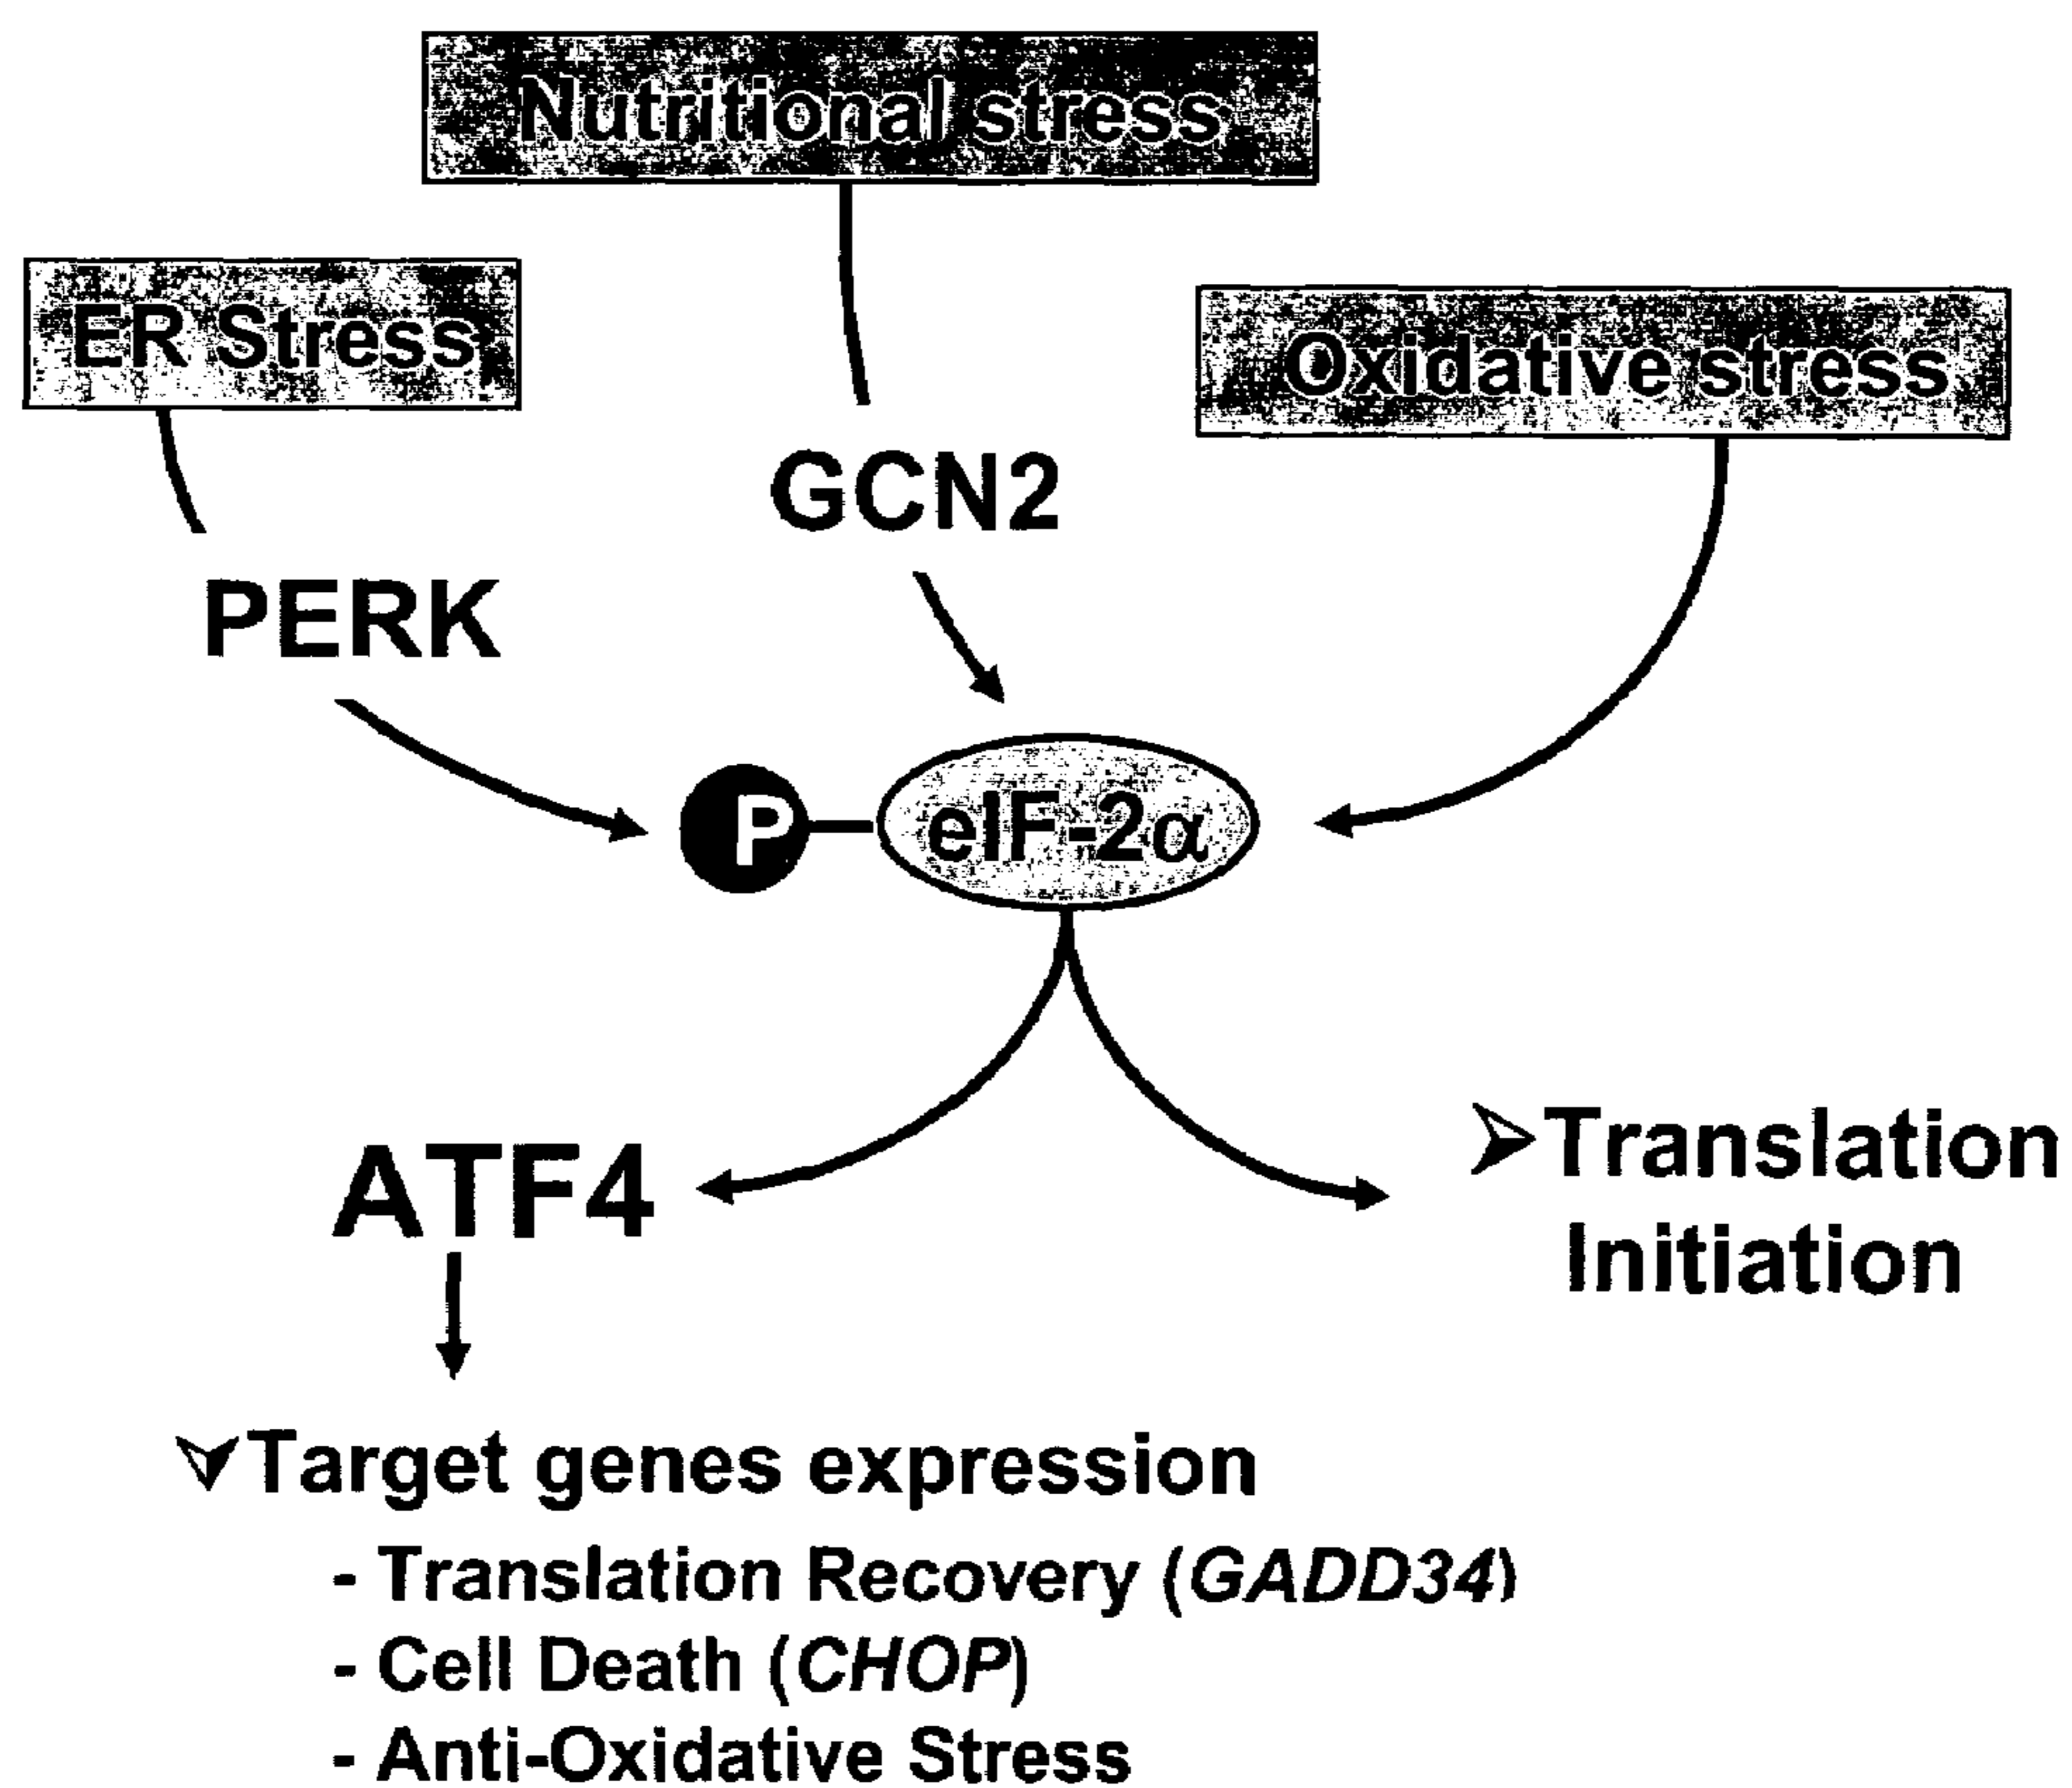 Nutritional stress
ER Stress
Oxidative stress
GCN2
PERK
P
eIF-2α
ATF4
➢Translation
Initiation
Target genes expression
- Translation Recovery (GADD34)
- Cell Death (CHOP)
- Anti-Oxidative Stress